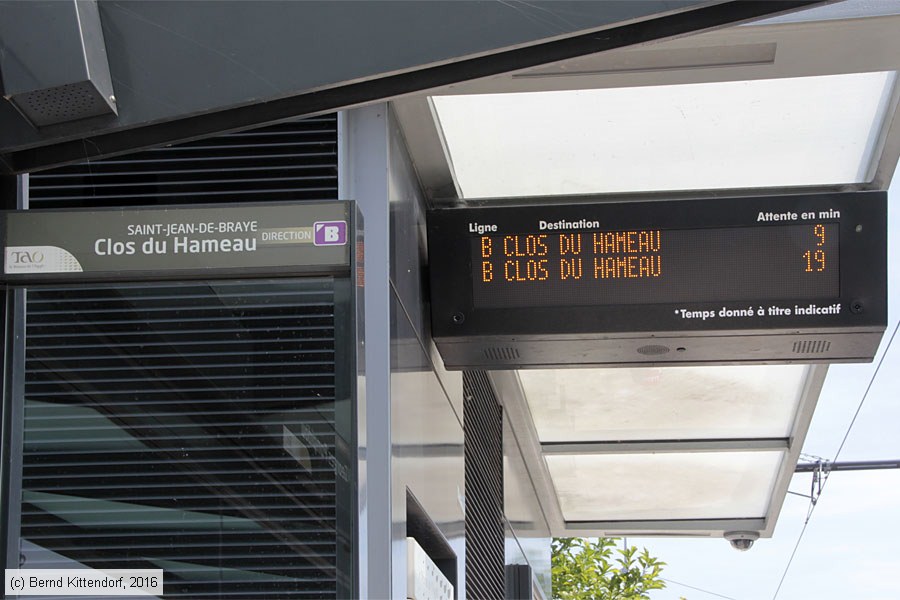 SAINT-JEAN-DE-BRAYE
Clos du Hameau
DIRECTION B
TAO
Ligne Destination Attente en min
B CLOS DU HAMEAU 9
B CLOS DU HAMEAU 19
*Temps donné à titre indicatif
(c) Bernd Kittendorf, 2016